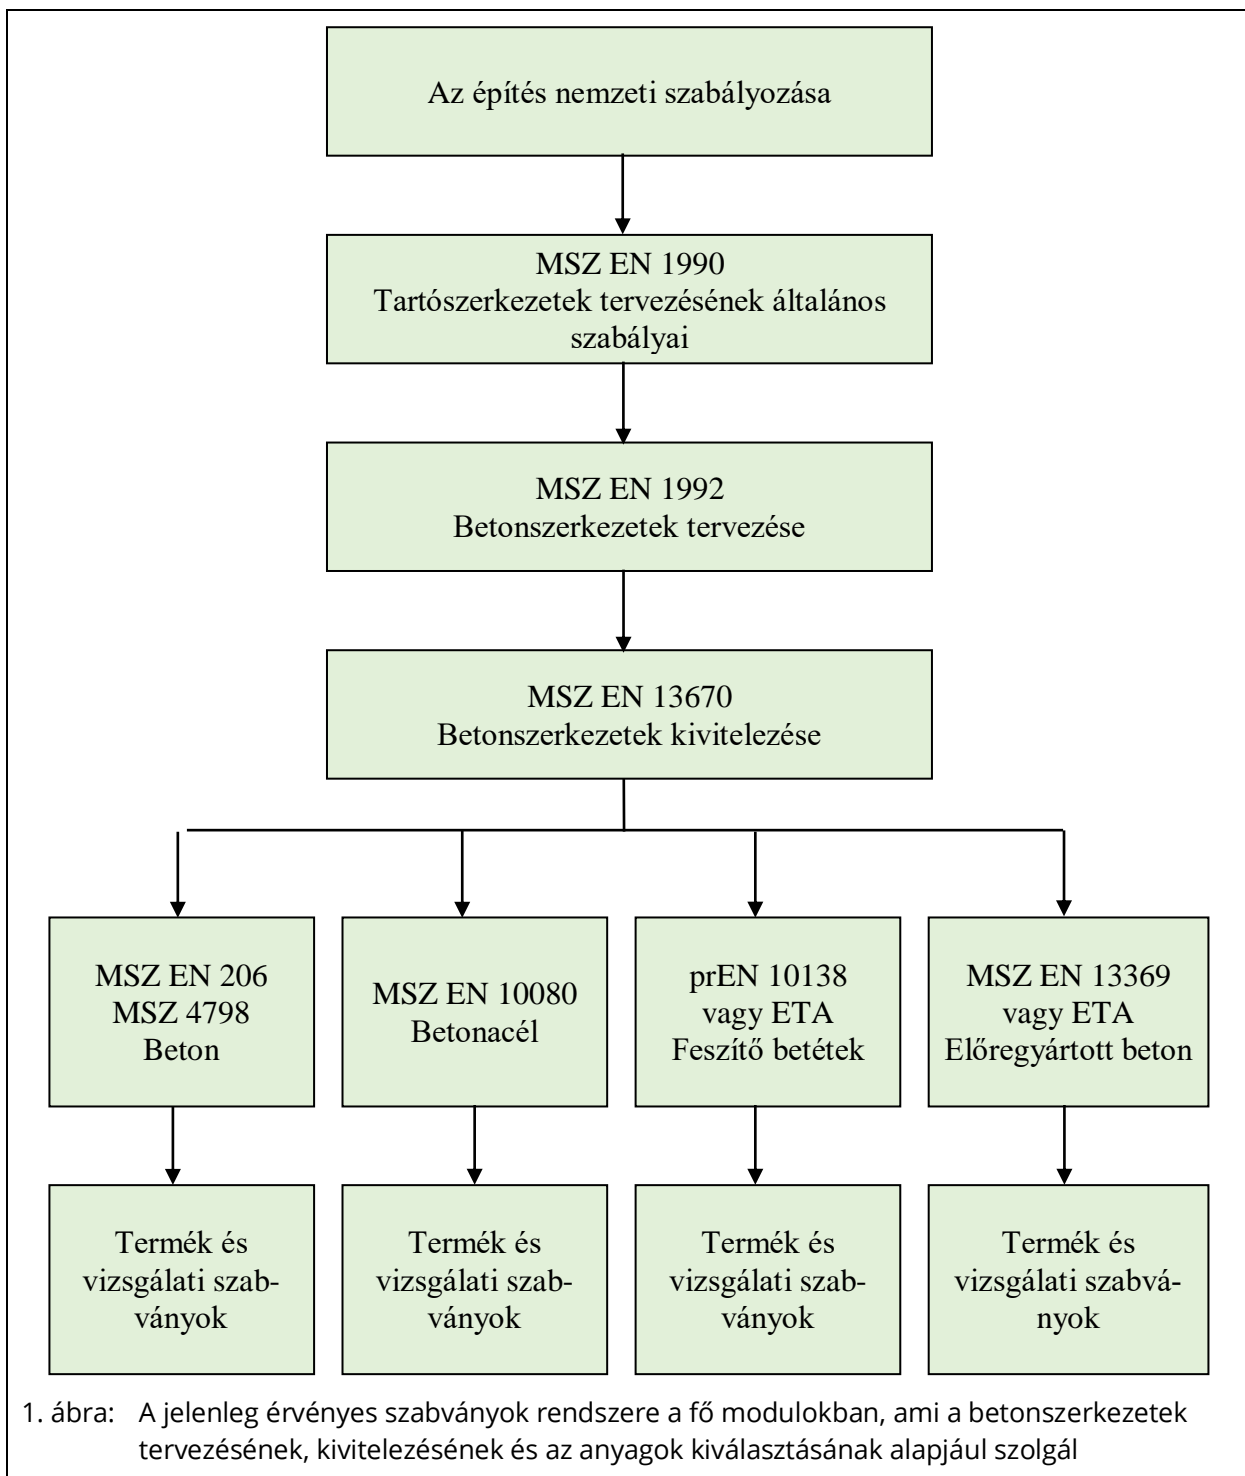 Az építés nemzeti szabályozása
MSZ EN 1990
Tartószerkezetek tervezésének általános
szabályai
MSZ EN 1992
Betonszerkezetek tervezése
MSZ EN 13670
Betonszerkezetek kivitelezése
MSZ EN 206
MSZ 4798
Beton
MSZ EN 10080
Betonacél
prEN 10138
vagy ETA
Feszítő betétek
MSZ EN 13369
vagy ETA
Előregyártott beton
Termék és
vizsgálati szab-
ványok
Termék és
vizsgálati szab-
ványok
Termék és
vizsgálati szab-
ványok
Termék és
vizsgálati szabvá-
nyok
1. ábra: A jelenleg érvényes szabványok rendszere a fő modulokban, ami a betonszerkezetek
tervezésének, kivitelezésének és az anyagok kiválasztásának alapjául szolgál